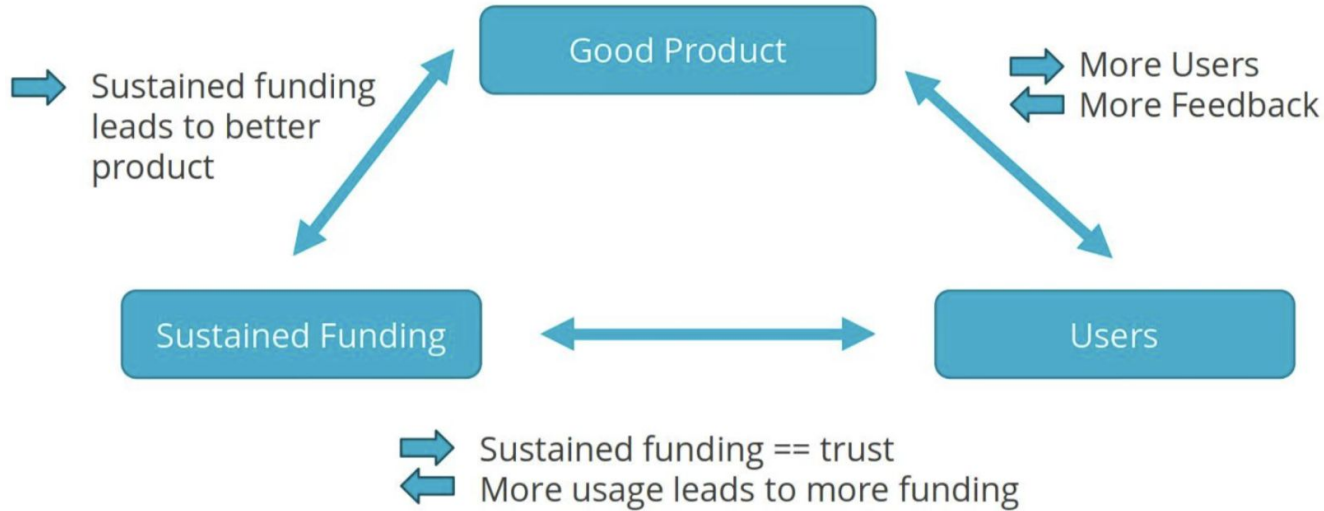 Good Product
Sustained funding
leads to better
product
More Users
More Feedback
Sustained Funding
Users
Sustained funding == trust
More usage leads to more funding